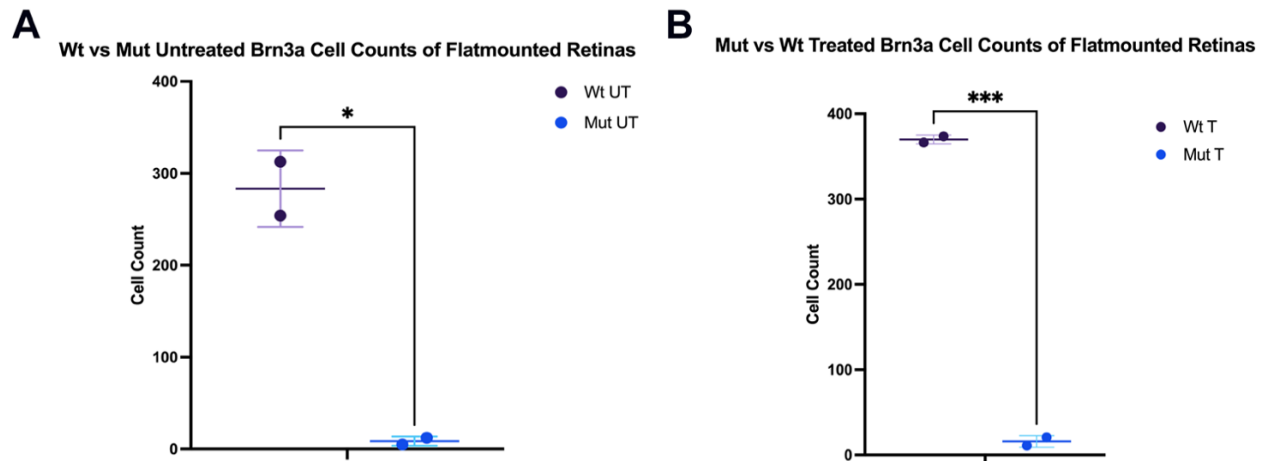 A
Wt vs Mut Untreated Brn3a Cell Counts of Flatmounted Retinas
400
300
200
100
0
Cell Count
*
Wt UT
Mut UT
B
Mut vs Wt Treated Brn3a Cell Counts of Flatmounted Retinas
400
300
200
100
0
Cell Count
***
Wt T
Mut T